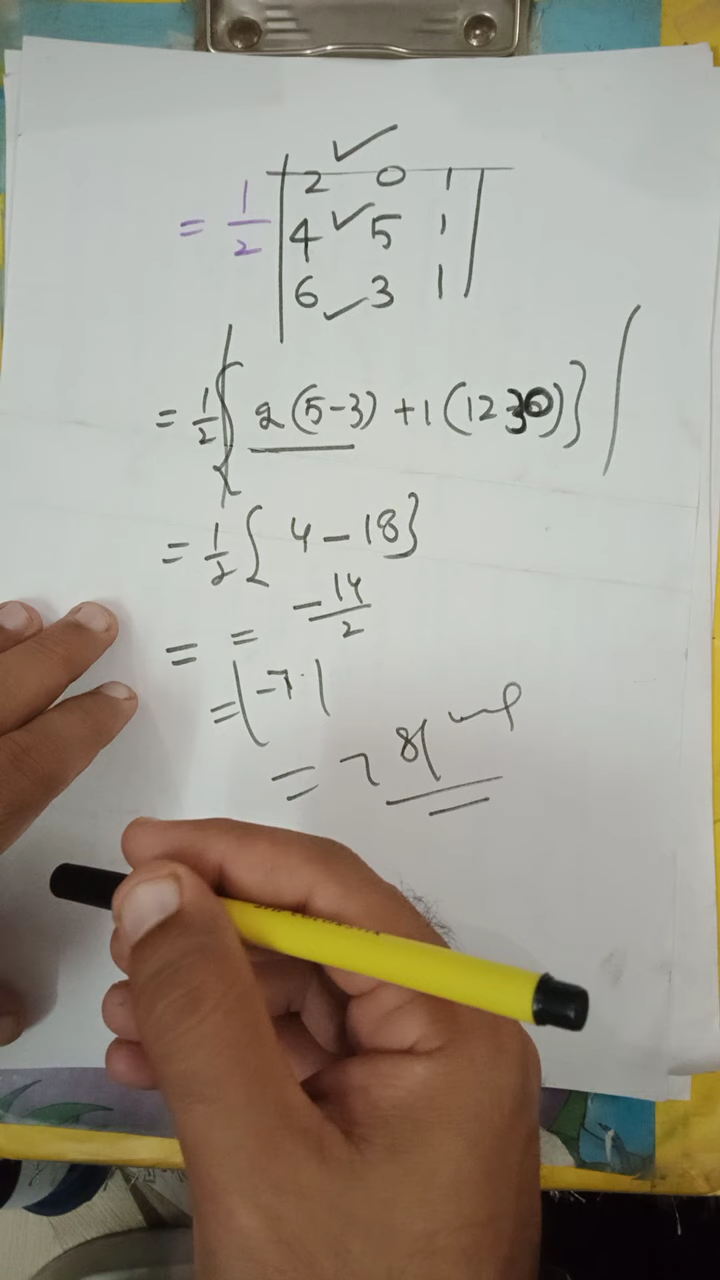 = 1/2 | 2 0 1 |
| 4 5 1 |
| 6 3 1 |
= 1/2 { 2(5-3) + 1(12-30) }
= 1/2 { 4 - 18 }
= = -14/2
= |-7|
= 7 sq unit